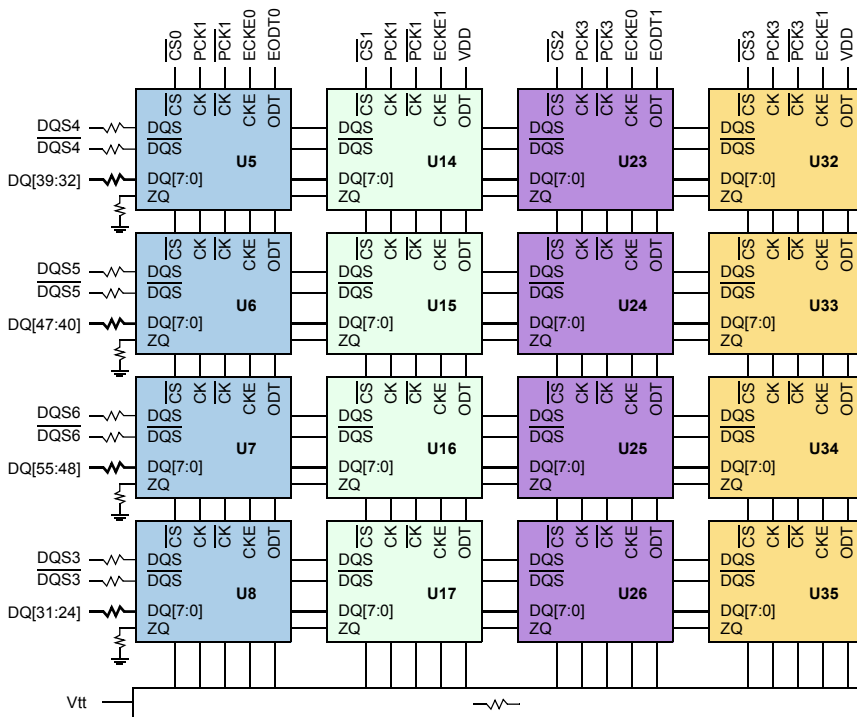 CS0 PCK1 PCK1 ECKE0 EODT0 CS1 PCK1 PCK1 ECKE1 VDD CS2 PCK3 PCK3 ECKE0 EODT1 CS3 PCK3 PCK3 ECKE1 VDD
CS CK CK CKE ODT CS CK CK CKE ODT CS CK CK CKE ODT CS CK CK CKE ODT
DQS4 DQS DQS DQS DQS
DQS4 DQS DQS DQS DQS
U5 U14 U23 U32
DQ[39:32] DQ[7:0] DQ[7:0] DQ[7:0] DQ[7:0]
ZQ ZQ ZQ ZQ
CS CK CK CKE ODT CS CK CK CKE ODT CS CK CK CKE ODT CS CK CK CKE ODT
DQS5 DQS DQS DQS DQS
DQS5 DQS DQS DQS DQS
U6 U15 U24 U33
DQ[47:40] DQ[7:0] DQ[7:0] DQ[7:0] DQ[7:0]
ZQ ZQ ZQ ZQ
CS CK CK CKE ODT CS CK CK CKE ODT CS CK CK CKE ODT CS CK CK CKE ODT
DQS6 DQS DQS DQS DQS
DQS6 DQS DQS DQS DQS
U7 U16 U25 U34
DQ[55:48] DQ[7:0] DQ[7:0] DQ[7:0] DQ[7:0]
ZQ ZQ ZQ ZQ
CS CK CK CKE ODT CS CK CK CKE ODT CS CK CK CKE ODT CS CK CK CKE ODT
DQS3 DQS DQS DQS DQS
DQS3 DQS DQS DQS DQS
U8 U17 U26 U35
DQ[31:24] DQ[7:0] DQ[7:0] DQ[7:0] DQ[7:0]
ZQ ZQ ZQ ZQ
Vtt